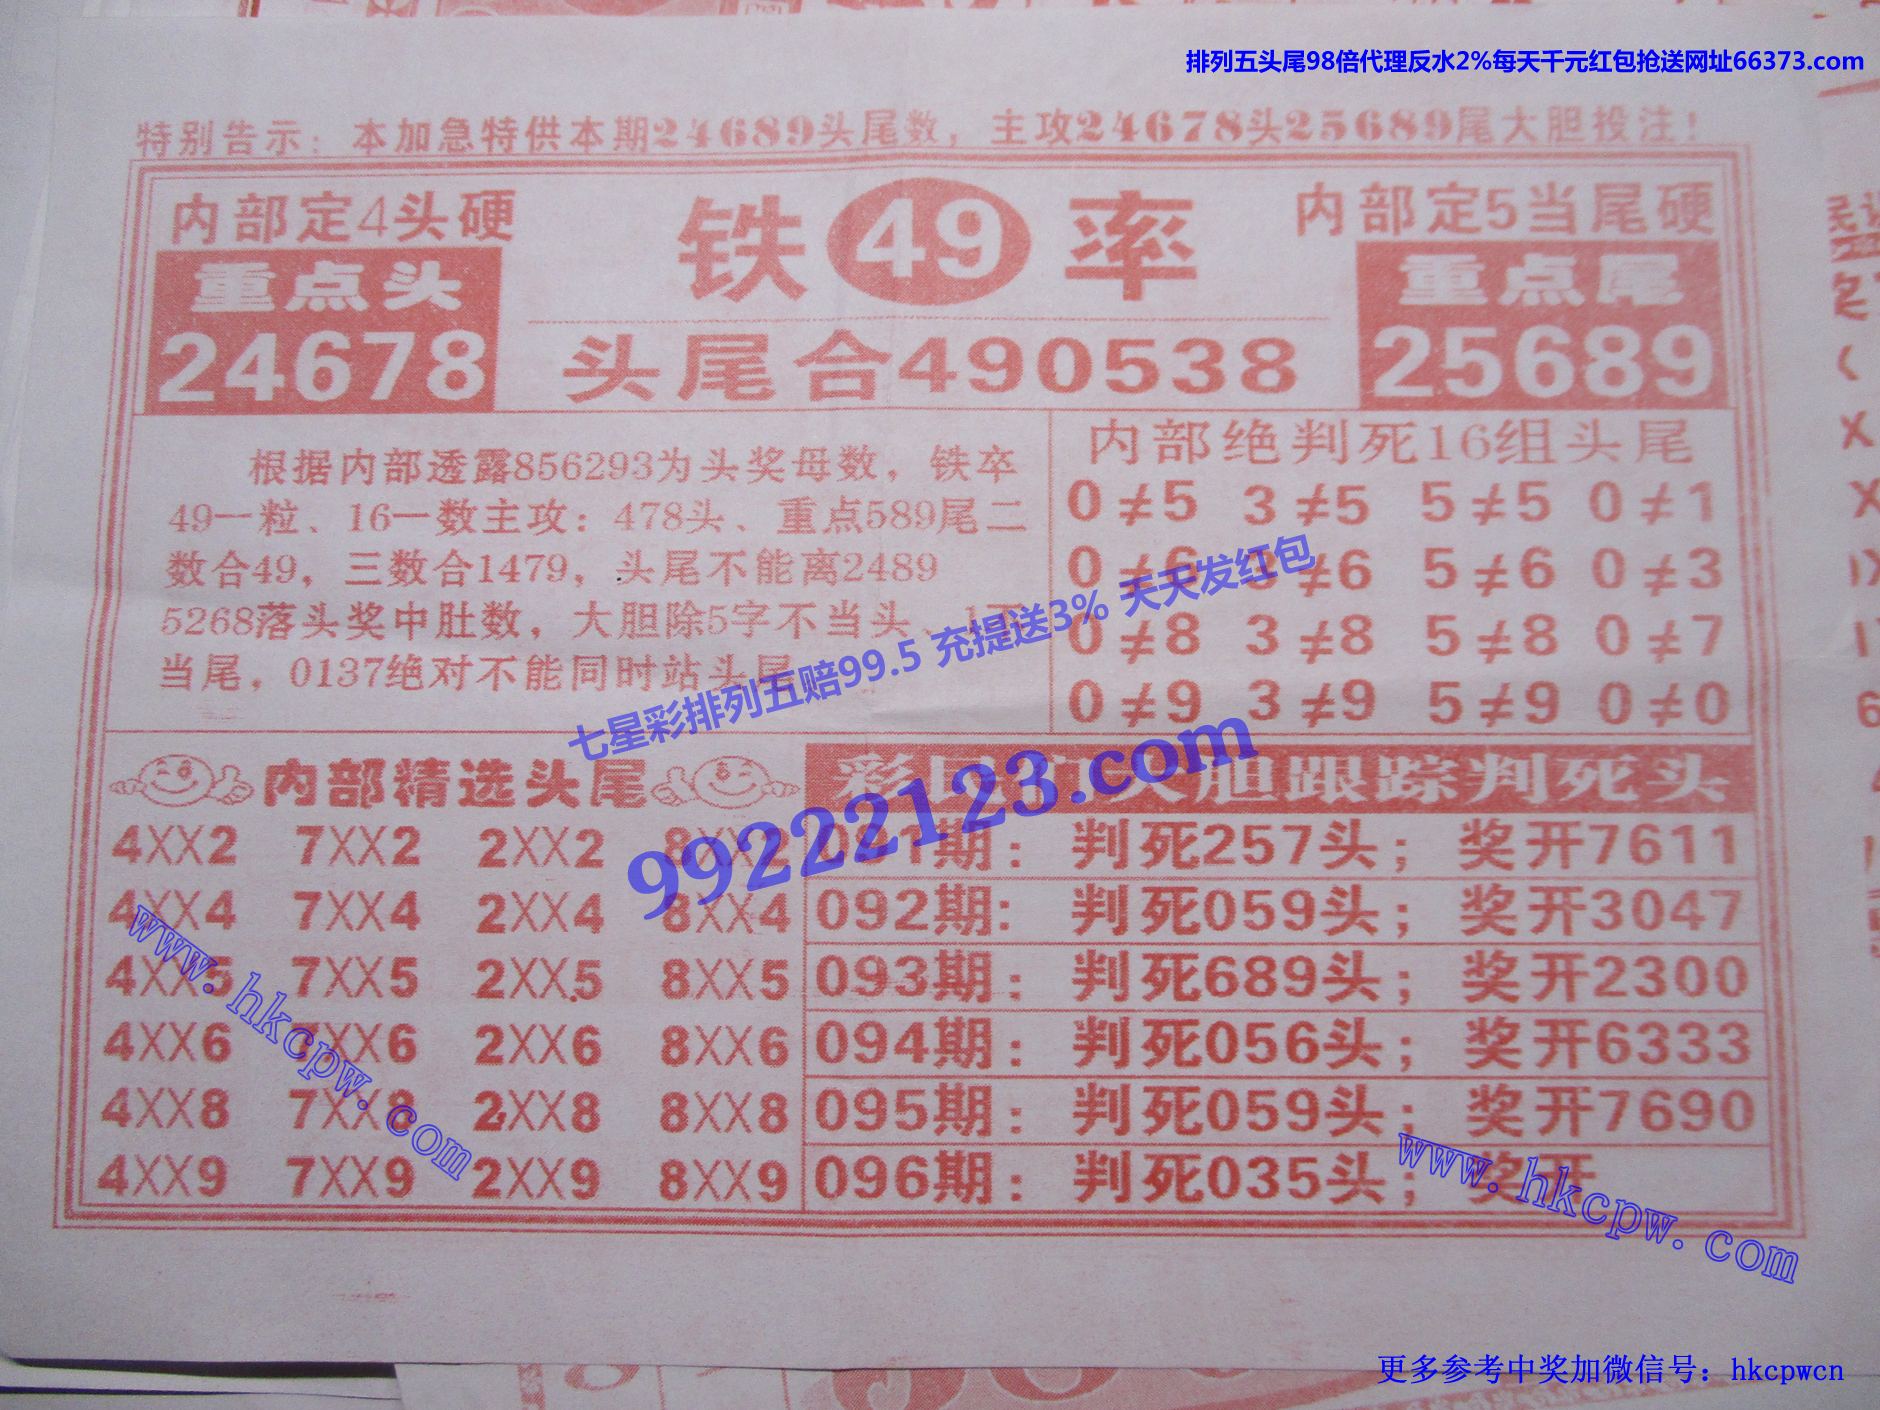 排列五头尾98倍代理反水2%每天千元红包抢送网址66373.com
特别告示：本加急特供本期24689头尾数，主攻24678头25689尾大胆投注！
内部定4头硬
重点头
24678
铁49率
头尾合490538
内部定5当尾硬
重点尾
25689
根据内部透露856293为头奖母数，铁卒
49一粒、16一数主攻：478头、重点589尾二
数合49，三数合1479，头尾不能离2489
5268落头奖中肚数，大胆除5字不当头、1不
当尾，0137绝对不能同时站头尾
内部绝判死16组头尾
0≠5 3≠5 5≠5 0≠1
0≠6 3≠6 5≠6 0≠3
0≠8 3≠8 5≠8 0≠7
0≠9 3≠9 5≠9 0≠0
七星彩排列五赔99.5 充提送3% 天天发红包
99222123.com
内部精选头尾
4XX2 7XX2 2XX2 8XX2
4XX4 7XX4 2XX4 8XX4
4XX5 7XX5 2XX5 8XX5
4XX6 7XX6 2XX6 8XX6
4XX8 7XX8 2XX8 8XX8
4XX9 7XX9 2XX9 8XX9
彩民 大胆跟踪判死头
091期：判死257头；奖开7611
092期：判死059头；奖开3047
093期：判死689头；奖开2300
094期：判死056头；奖开6333
095期：判死059头；奖开7690
096期：判死035头；奖开
www.hkcpw.com
www.hkcpw.com
更多参考中奖加微信号：hkcpwcn